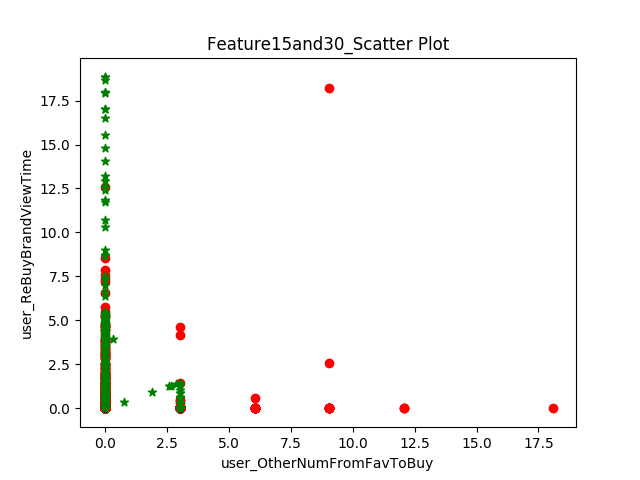 Feature15and30_Scatter Plot
user_ReBuyBrandViewTime
17.5
15.0
12.5
10.0
7.5
5.0
2.5
0.0
0.0 2.5 5.0 7.5 10.0 12.5 15.0 17.5
user_OtherNumFromFavToBuy